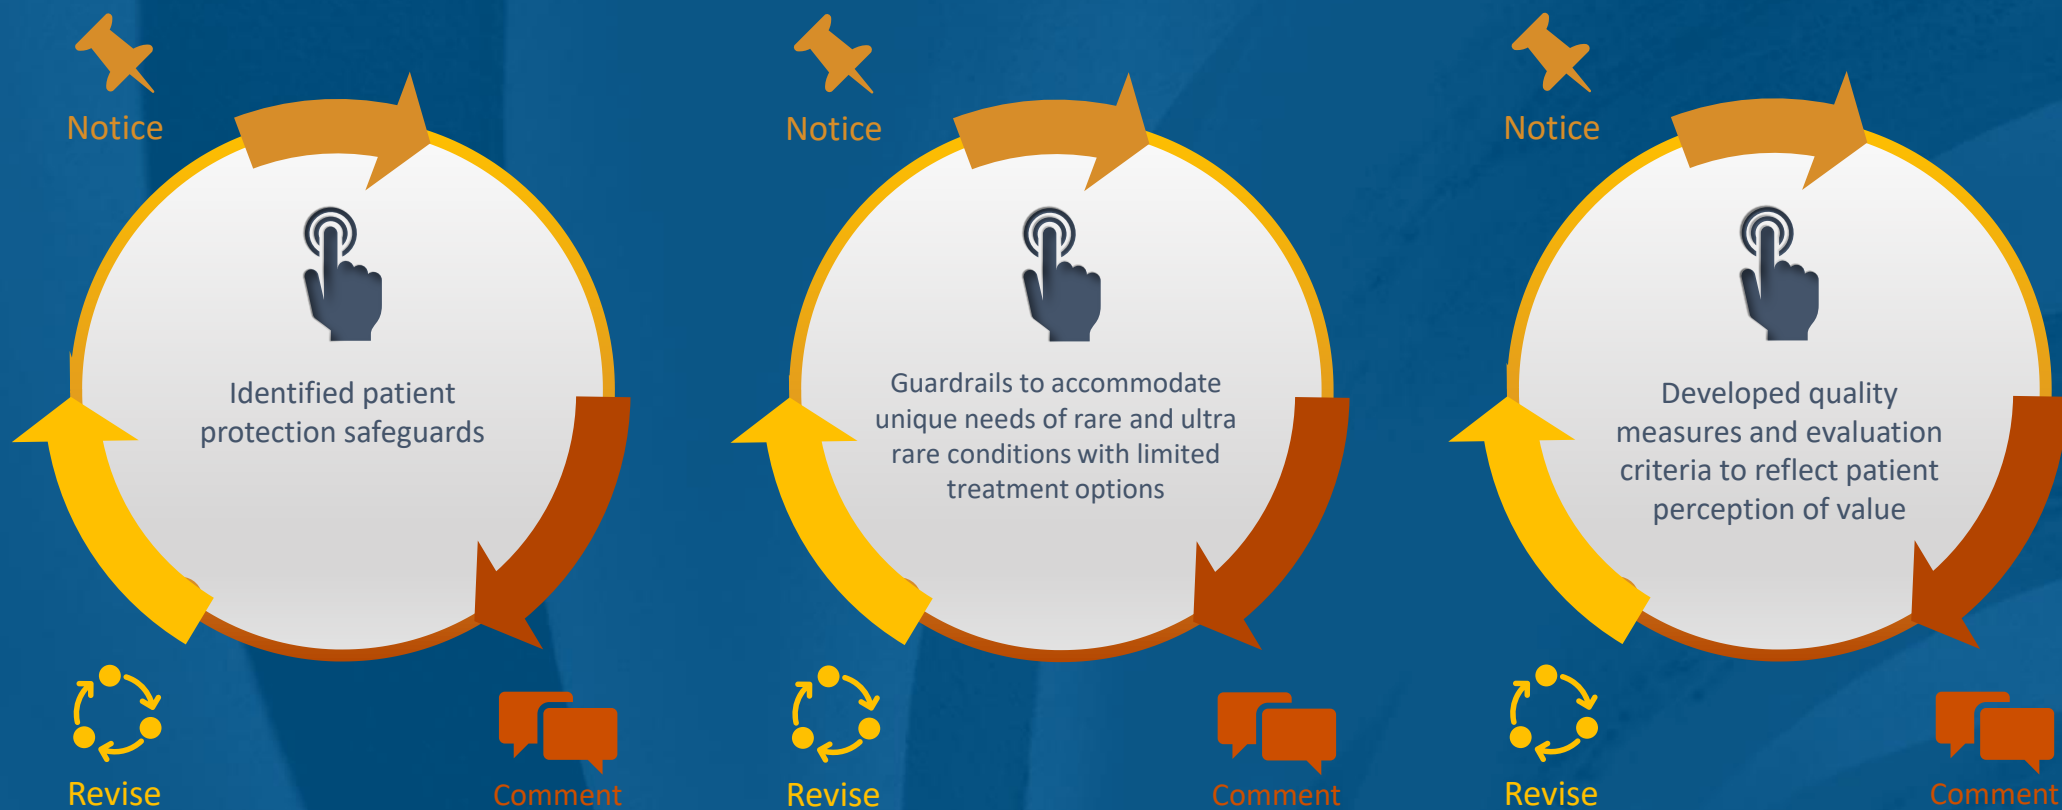 Notice
Identified patient
protection safeguards
Revise
Comment
Notice
Guardrails to accommodate
unique needs of rare and ultra
rare conditions with limited
treatment options
Revise
Comment
Notice
Developed quality
measures and evaluation
criteria to reflect patient
perception of value
Revise
Comment